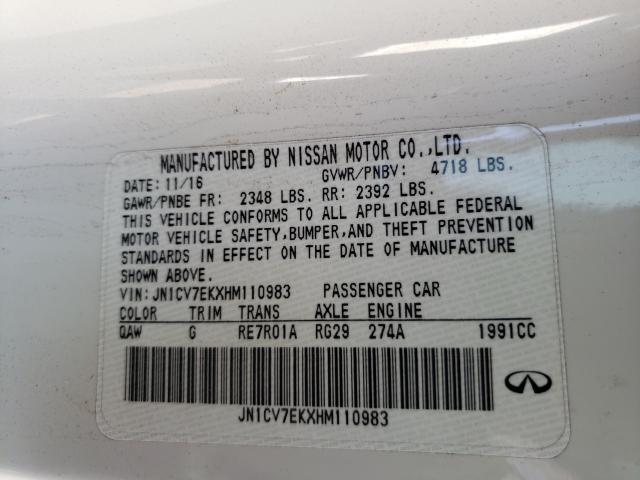 MANUFACTURED BY NISSAN MOTOR CO.,LTD.
DATE: 11/16 GVWR/PNBV: 4718 LBS.
GAWR/PNBE FR: 2348 LBS. RR: 2392 LBS.
THIS VEHICLE CONFORMS TO ALL APPLICABLE FEDERAL
MOTOR VEHICLE SAFETY,BUMPER,AND THEFT PREVENTION
STANDARDS IN EFFECT ON THE DATE OF MANUFACTURE
SHOWN ABOVE.
VIN: JN1CV7EKXHM110983 PASSENGER CAR
COLOR TRIM TRANS AXLE ENGINE
QAW G RE7R01A RG29 274A 1991CC
JN1CV7EKXHM110983